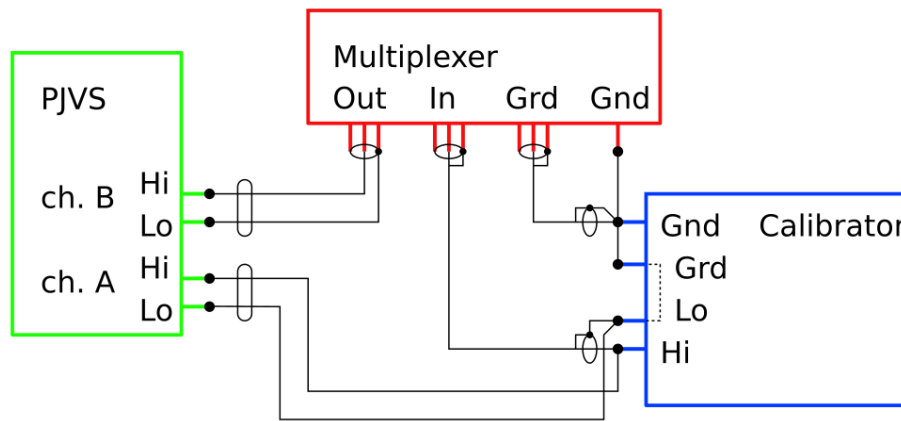 Multiplexer
Out In Grd Gnd
PJVS
ch. B Hi
Lo
ch. A Hi
Lo
Gnd Calibrator
Grd
Lo
Hi